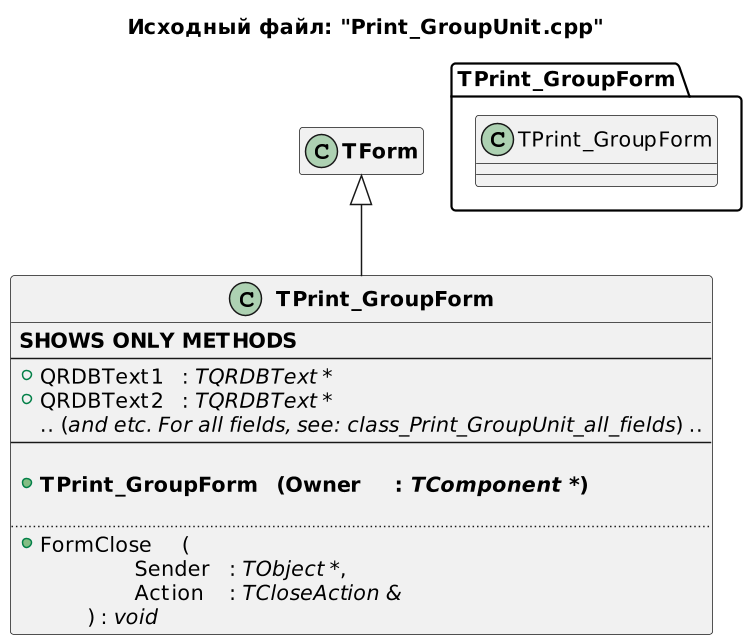 Исходный файл: "Print_GroupUnit.cpp"
TPrint_GroupForm
C TPrint_GroupForm
C TForm
C TPrint_GroupForm
SHOWS ONLY METHODS
QRDBText1 : TQRDBText *
QRDBText2 : TQRDBText *
.. (and etc. For all fields, see: class_Print_GroupUnit_all_fields) ..
TPrint_GroupForm (Owner : TComponent *)
FormClose (
Sender : TObject *,
Action : TCloseAction &
) : void